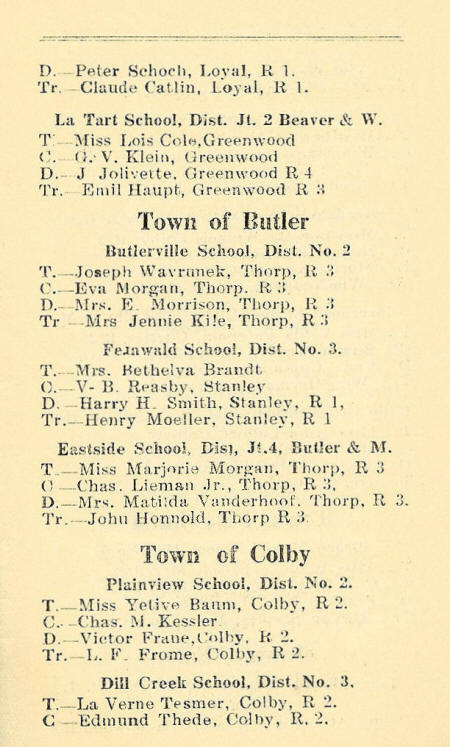 D.—Peter Schoch, Loyal, R 1.
Tr.—Claude Catlin, Loyal, R 1.
La Tart School, Dist. Jt. 2 Beaver & W.
T.—Miss Lois Cole,Greenwood
C.—G. V. Klein, Greenwood
D.—J Jolivette, Greenwood R 4
Tr.—Emil Haupt, Greenwood R 3
Town of Butler
Butlerville School, Dist. No. 2
T.—Joseph Wavrunek, Thorp, R 3
C.—Eva Morgan, Thorp. R 3
D.—Mrs. E. Morrison, Thorp, R 3
Tr —Mrs Jennie Kile, Thorp, R 3
Fernwald School, Dist. No. 3.
T.—Mrs. Bethelva Brandt
C.—V- B. Reasby, Stanley
D.—Harry H. Smith, Stanley, R 1,
Tr.—Henry Moeller, Stanley, R 1
Eastside School, Dist, Jt.4, Butler & M.
T.—Miss Marjorie Morgan, Thorp, R 3
C—Chas. Lieman Jr., Thorp, R 3,
D.—Mrs. Matilda Vanderhoof. Thorp, R 3.
Tr.—John Honnold, Thorp R 3.
Town of Colby
Plainview School, Dist. No. 2.
T.—Miss Yetive Baum, Colby, R 2.
C.—Chas. M. Kessler
D.—Victor Frane,Colby, R 2.
Tr.—L. F. Frome, Colby, R 2.
Dill Creek School, Dist. No. 3,
T.—La Verne Tesmer, Colby, R 2.
C—Edmund Thede, Colby, R. 2.